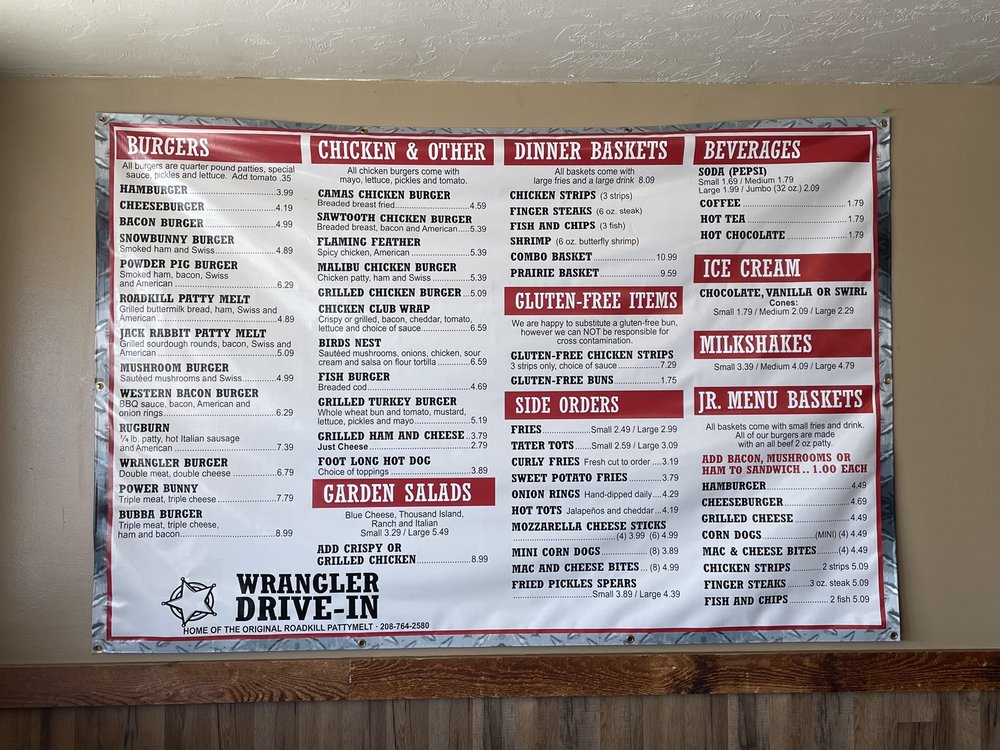 BURGERS
All burgers are quarter pound patties, special
sauce, pickles and lettuce. Add tomato .35
HAMBURGER 3.99
CHEESEBURGER 4.19
BACON BURGER 4.99
SNOWBUNNY BURGER
Smoked ham and Swiss 4.89
POWDER PIG BURGER
Smoked ham, bacon, Swiss
and American 6.29
ROADKILL PATTY MELT
Grilled buttermilk bread, ham, Swiss and
American 4.89
JACK RABBIT PATTY MELT
Grilled sourdough rounds, bacon, Swiss and
American 5.09
MUSHROOM BURGER
Sautéed mushrooms and Swiss 4.99
WESTERN BACON BURGER
BBQ sauce, bacon, American and
onion rings 6.29
RUGBURN
¼ lb. patty, hot Italian sausage
and American 7.39
WRANGLER BURGER
Double meat, double cheese 6.79
POWER BUNNY
Triple meat, triple cheese 7.79
BUBBA BURGER
Triple meat, triple cheese,
ham and bacon 8.99
CHICKEN & OTHER
All chicken burgers come with
mayo, lettuce, pickles and tomato.
CAMAS CHICKEN BURGER
Breaded breast fried 4.59
SAWTOOTH CHICKEN BURGER
Breaded breast, bacon and American 5.39
FLAMING FEATHER
Spicy chicken, American 5.39
MALIBU CHICKEN BURGER
Chicken patty, ham and Swiss 5.39
GRILLED CHICKEN BURGER 5.09
CHICKEN CLUB WRAP
Crispy or grilled, bacon, cheddar, tomato,
lettuce and choice of sauce 6.59
BIRDS NEST
Sautéed mushrooms, onions, chicken, sour
cream and salsa on flour tortilla 6.59
FISH BURGER
Breaded cod 4.69
GRILLED TURKEY BURGER
Whole wheat bun and tomato, mustard,
lettuce, pickles and mayo 5.19
GRILLED HAM AND CHEESE 3.79
Just Cheese 2.79
FOOT LONG HOT DOG
Choice of toppings 3.89
GARDEN SALADS
Blue Cheese, Thousand Island,
Ranch and Italian
Small 3.29 / Large 5.49
ADD CRISPY OR
GRILLED CHICKEN 8.99
DINNER BASKETS
All baskets come with
large fries and a large drink 8.09
CHICKEN STRIPS (3 strips)
FINGER STEAKS (6 oz. steak)
FISH AND CHIPS (3 fish)
SHRIMP (6 oz. butterfly shrimp)
COMBO BASKET 10.99
PRAIRIE BASKET 9.59
GLUTEN-FREE ITEMS
We are happy to substitute a gluten-free bun,
however we can NOT be responsible for
cross contamination.
GLUTEN-FREE CHICKEN STRIPS
3 strips only, choice of sauce 7.29
GLUTEN-FREE BUNS 1.75
SIDE ORDERS
FRIES Small 2.49 / Large 2.99
TATER TOTS Small 2.59 / Large 3.09
CURLY FRIES Fresh cut to order 3.19
SWEET POTATO FRIES 3.79
ONION RINGS Hand-dipped daily 4.29
HOT TOTS Jalapeños and cheddar 4.19
MOZZARELLA CHEESE STICKS
(4) 3.99 (6) 4.99
MINI CORN DOGS (8) 3.89
MAC AND CHEESE BITES (8) 4.99
FRIED PICKLES SPEARS
Small 3.89 / Large 4.39
BEVERAGES
SODA (PEPSI)
Small 1.69 / Medium 1.79
Large 1.99 / Jumbo (32 oz.) 2.09
COFFEE 1.79
HOT TEA 1.79
HOT CHOCOLATE 1.79
ICE CREAM
CHOCOLATE, VANILLA OR SWIRL
Cones:
Small 1.79 / Medium 2.09 / Large 2.29
MILKSHAKES
Small 3.39 / Medium 4.09 / Large 4.79
JR. MENU BASKETS
All baskets come with small fries and drink.
All of our burgers are made
with an all beef 2 oz patty.
ADD BACON, MUSHROOMS OR
HAM TO SANDWICH .. 1.00 EACH
HAMBURGER 4.49
CHEESEBURGER 4.69
GRILLED CHEESE 4.49
CORN DOGS (MINI) (4) 4.49
MAC & CHEESE BITES (4) 4.49
CHICKEN STRIPS 2 strips 5.09
FINGER STEAKS 3 oz. steak 5.09
FISH AND CHIPS 2 fish 5.09
WRANGLER
DRIVE-IN
HOME OF THE ORIGINAL ROADKILL PATTYMELT · 208-764-2580